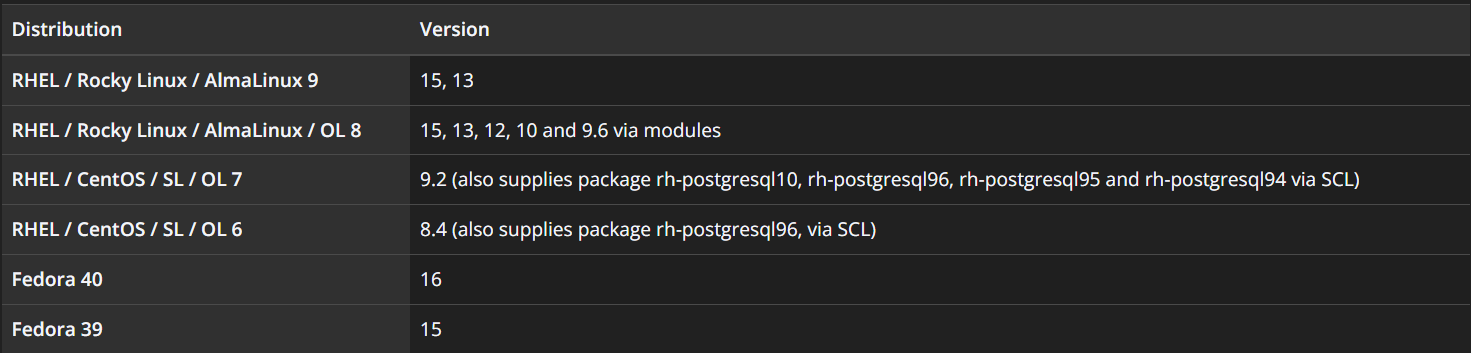 Distribution Version
RHEL / Rocky Linux / AlmaLinux 9 15, 13
RHEL / Rocky Linux / AlmaLinux / OL 8 15, 13, 12, 10 and 9.6 via modules
RHEL / CentOS / SL / OL 7 9.2 (also supplies package rh-postgresql10, rh-postgresql96, rh-postgresql95 and rh-postgresql94 via SCL)
RHEL / CentOS / SL / OL 6 8.4 (also supplies package rh-postgresql96, via SCL)
Fedora 40 16
Fedora 39 15